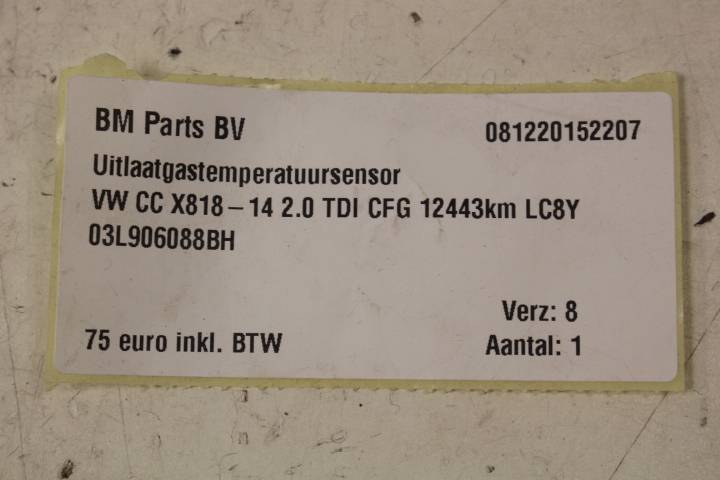 BM Parts BV 081220152207
Uitlaatgastemperatuursensor
VW CC X818-14 2.0 TDI CFG 12443km LC8Y
03L906088BH
Verz: 8
75 euro inkl. BTW Aantal: 1